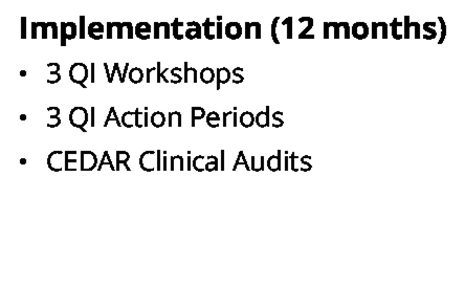 Implementation (12 months)
• 3 QI Workshops
• 3 QI Action Periods
• CEDAR Clinical Audits